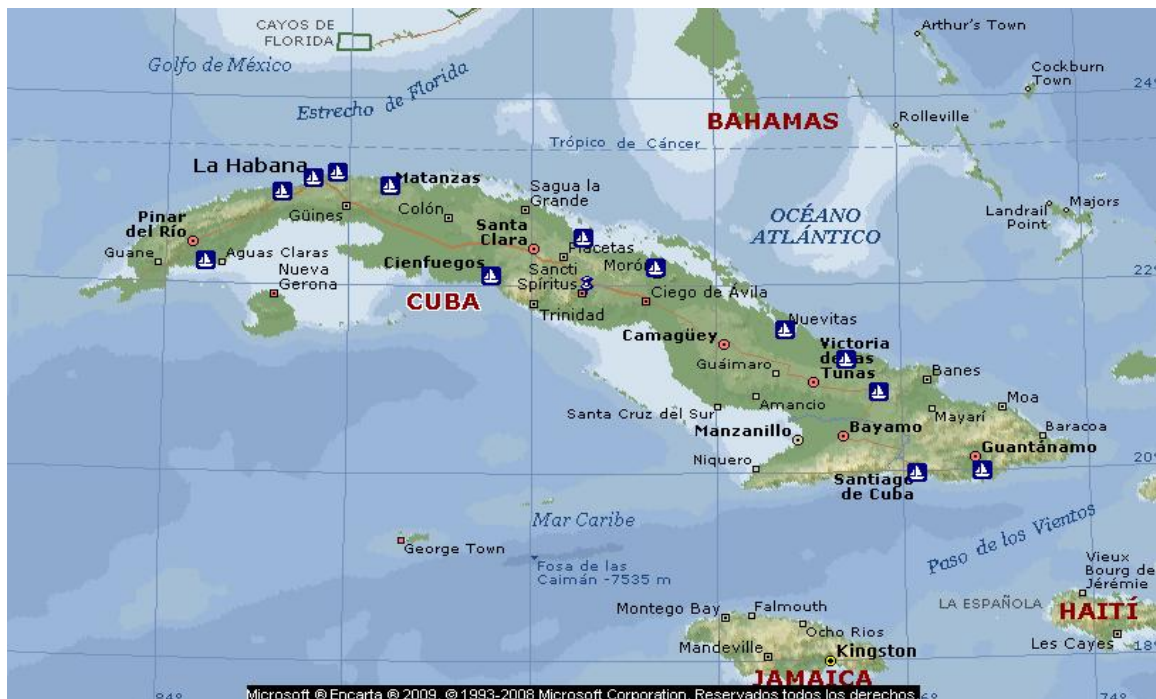 CAYOS DE
FLORIDA
Arthur's Town
Golfo de México
Cockburn
Town
24°
Estrecho de Florida
BAHAMAS
Rolleville
Trópico de Cáncer
La Habana
Matanzas
Sagua la
Grande
Landrail
Point
Majors
Pinar
del Río
Güines
Colón
Santa
Clara
OCÉANO
ATLÁNTICO
Guane
Aguas Claras
Cienfuegos
Placetas
Nueva
Gerona
Sancti
Spíritus
Moró
22°
CUBA
Ciego de Ávila
Trinidad
Nuevitas
Camagüey
Victoria
de las
Tunas
Guáimaro
Banes
Amancio
Santa Cruz del Sur
Mayarí
Moa
Manzanillo
Bayamo
Baracoa
Guantánamo
Niquero
20°
Santiago
de Cuba
Mar Caribe
Paso de los Vientos
George Town
Fosa de las
Caimán -7535 m
Vieux
Bourg de
Jérémie
Montego Bay
Falmouth
LA ESPAÑOLA
HAITÍ
Ocho Rios
Mandeville
Kingston
Les Cayes
18°
JAMAICA
84°
74°
Microsoft ® Encarta ® 2009. © 1993-2008 Microsoft Corporation. Reservados todos los derechos.